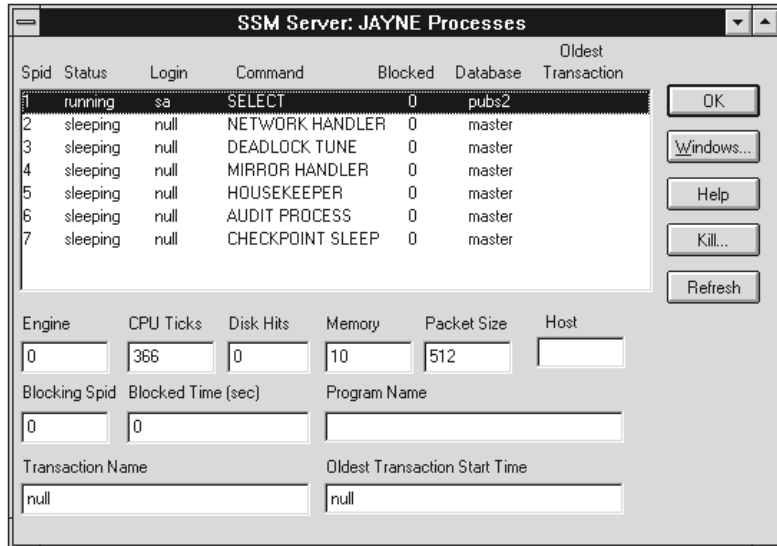 SSM Server: JAYNE Processes
Oldest
Spid Status Login Command Blocked Database Transaction
1 running sa SELECT 0 pubs2
2 sleeping null NETWORK HANDLER 0 master
3 sleeping null DEADLOCK TUNE 0 master
4 sleeping null MIRROR HANDLER 0 master
5 sleeping null HOUSEKEEPER 0 master
6 sleeping null AUDIT PROCESS 0 master
7 sleeping null CHECKPOINT SLEEP 0 master
OK
Windows...
Help
Kill...
Refresh
Engine CPU Ticks Disk Hits Memory Packet Size Host
0 366 0 10 512
Blocking Spid Blocked Time (sec) Program Name
0 0
Transaction Name Oldest Transaction Start Time
null null